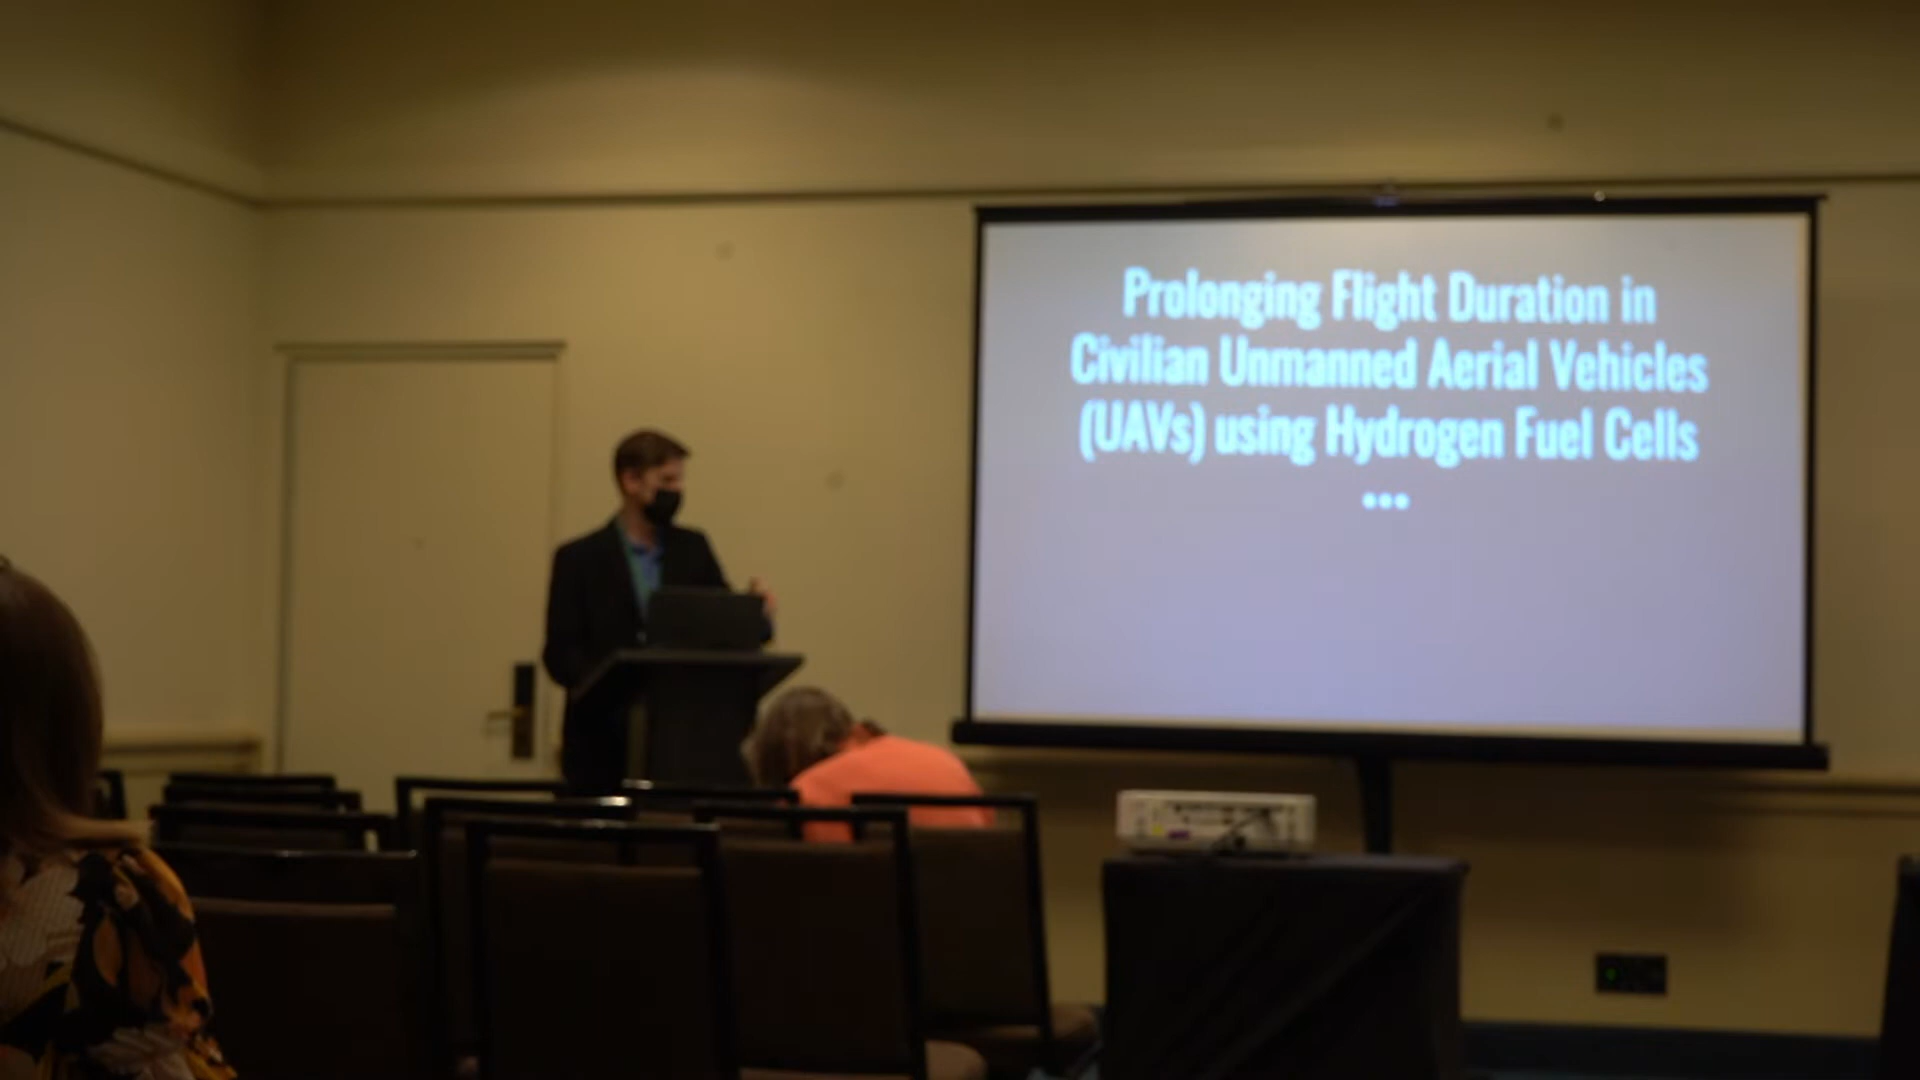 Prolonging Flight Duration in
Civilian Unmanned Aerial Vehicles
(UAVs) using Hydrogen Fuel Cells